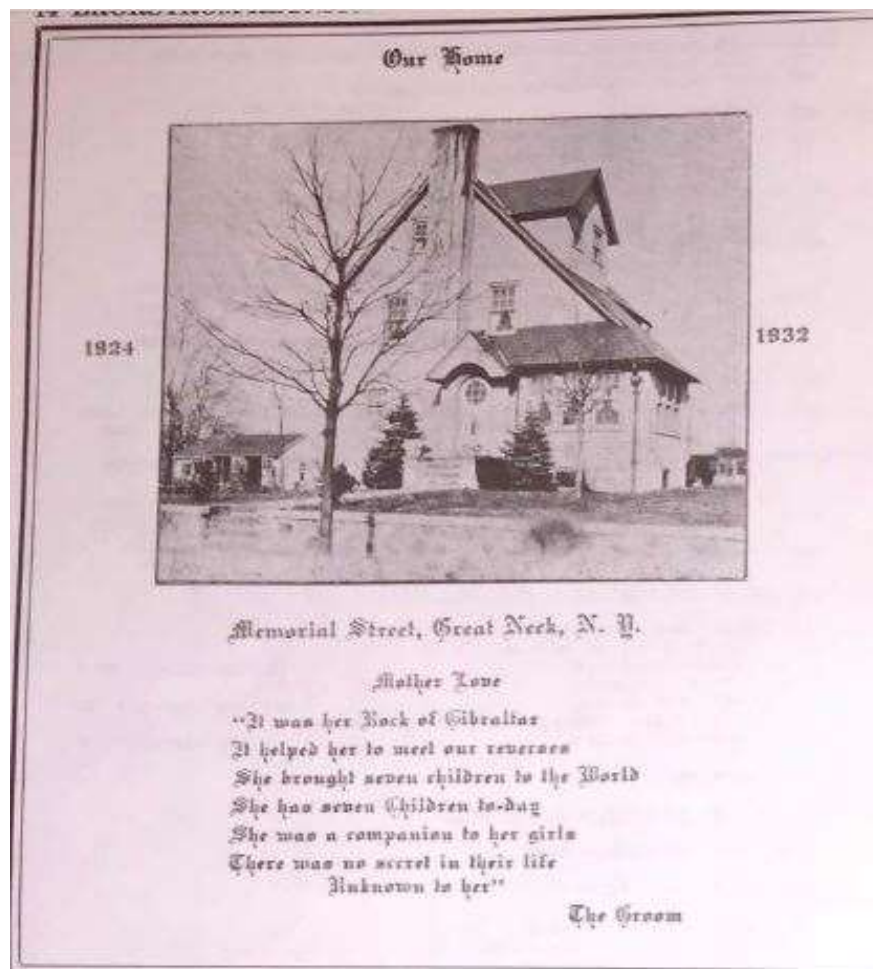 Our Home
1924
1932
Memorial Street, Great Neck, N. Y.
Mother Love
"It was her Rock of Gibraltar
It helped her to meet our reverses
She brought seven children to the World
She has seven Children to-day
She was a companion to her girls
There was no secret in their life
Unknown to her"
The Groom